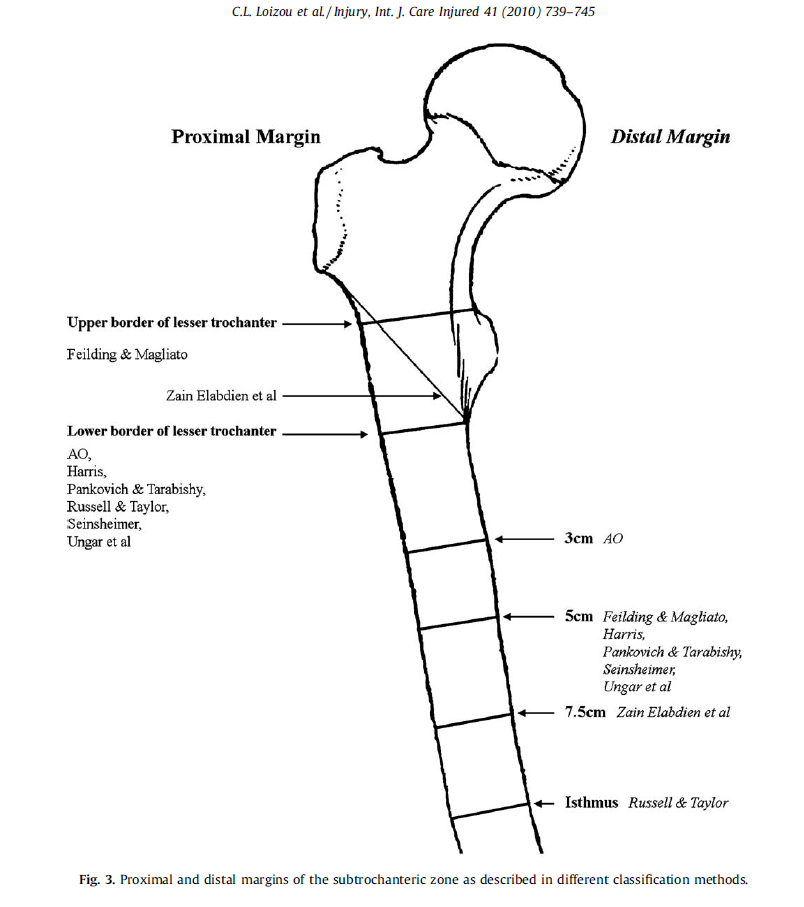 C.L. Loizou et al. / Injury, Int. J. Care Injured 41 (2010) 739–745
Proximal Margin
Distal Margin
Upper border of lesser trochanter
Feilding & Magliato
Zain Elabdien et al
Lower border of lesser trochanter
AO,
Harris,
Pankovich & Tarabishy,
Russell & Taylor,
Seinsheimer,
Ungar et al
3cm AO
5cm Feilding & Magliato,
Harris,
Pankovich & Tarabishy,
Seinsheimer,
Ungar et al
7.5cm Zain Elabdien et al
Isthmus Russell & Taylor
Fig. 3. Proximal and distal margins of the subtrochanteric zone as described in different classification methods.